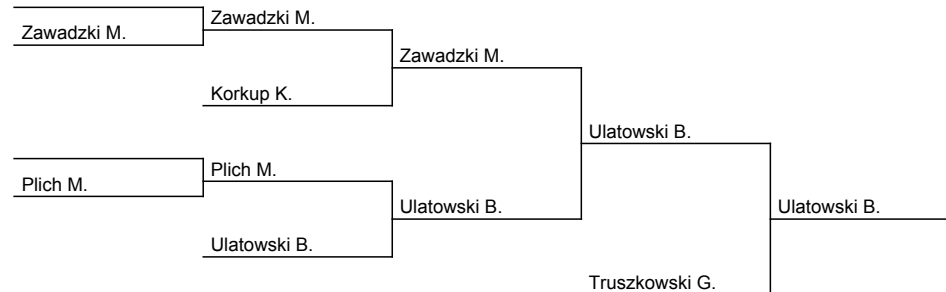 Zawadzki M.
Zawadzki M.
Zawadzki M.
Korkup K.
Ulatowski B.
Plich M.
Plich M.
Ulatowski B.
Ulatowski B.
Ulatowski B.
Truszkowski G.